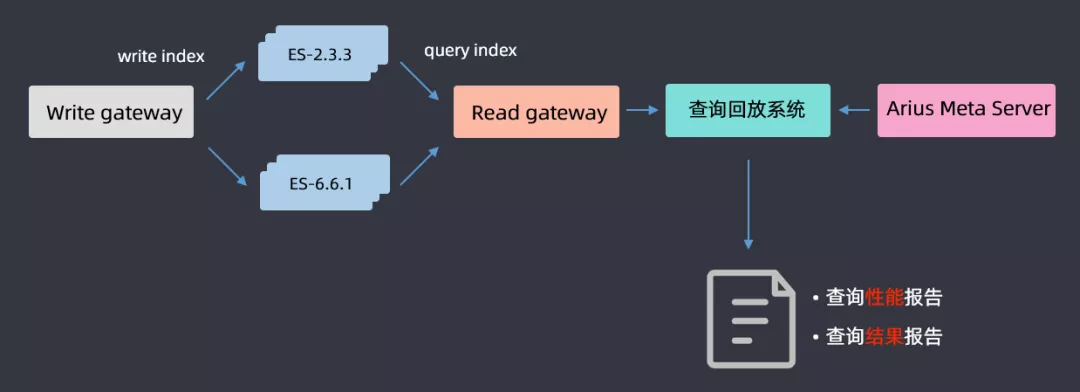 write index
ES-2.3.3
query index
Write gateway
Read gateway
查询回放系统
Arius Meta Server
ES-6.6.1
• 查询性能报告
• 查询结果报告